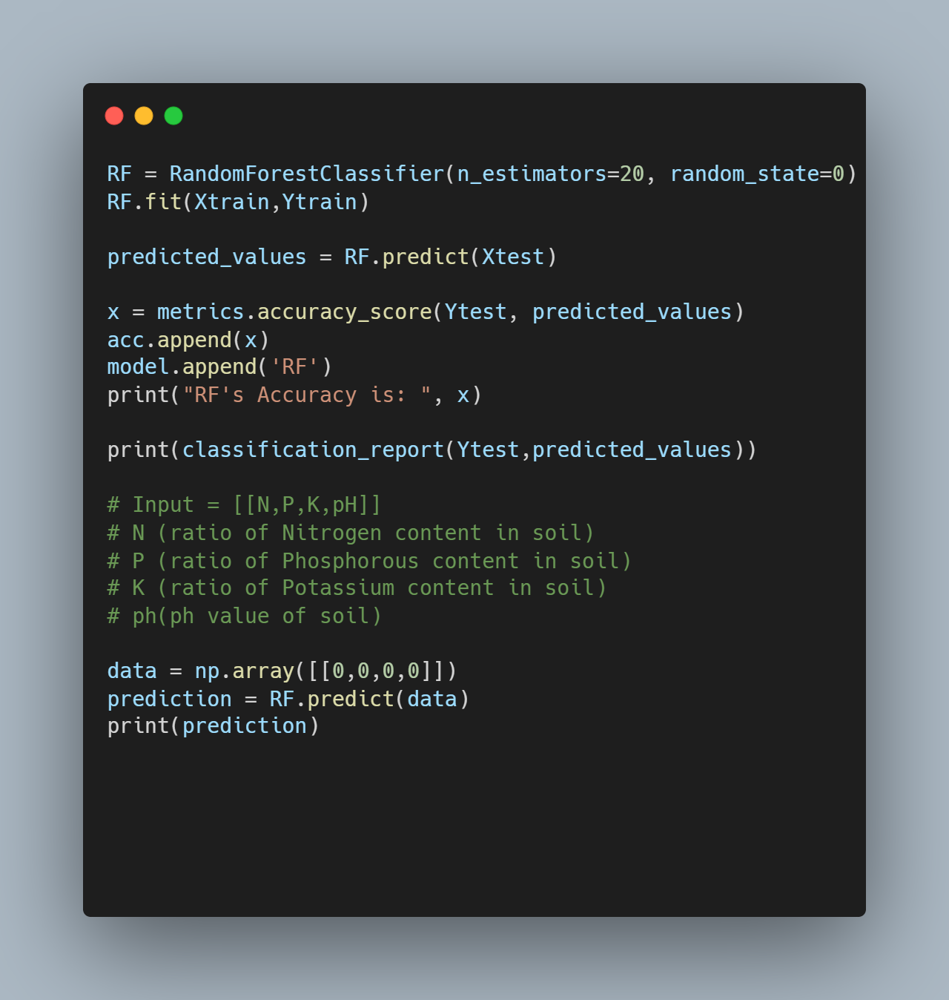 RF = RandomForestClassifier(n_estimators=20, random_state=0)
RF.fit(Xtrain,Ytrain)
predicted_values = RF.predict(Xtest)
x = metrics.accuracy_score(Ytest, predicted_values)
acc.append(x)
model.append('RF')
print("RF's Accuracy is: ", x)
print(classification_report(Ytest,predicted_values))
# Input = [[N,P,K,pH]]
# N (ratio of Nitrogen content in soil)
# P (ratio of Phosphorous content in soil)
# K (ratio of Potassium content in soil)
# ph(ph value of soil)
data = np.array([[0,0,0,0]])
prediction = RF.predict(data)
print(prediction)